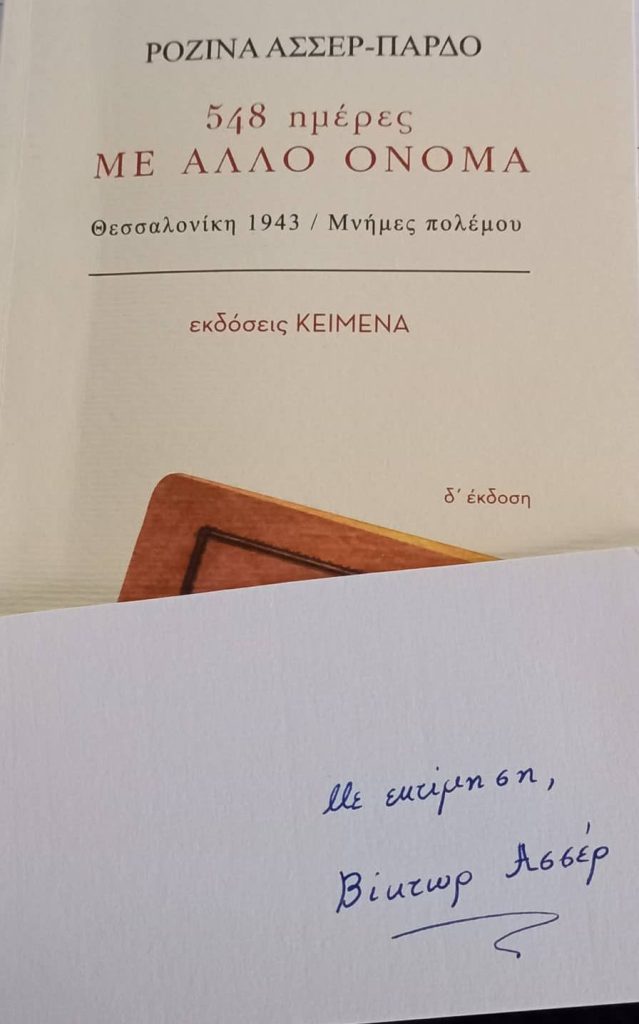 ΡΟΖΙΝΑ ΑΣΣΕΡ-ΠΑΡΔΟ
548 ημέρες
ΜΕ ΑΛΛΟ ΟΝΟΜΑ
Θεσσαλονίκη 1943 / Μνήμες πολέμου
εκδόσεις ΚΕΙΜΕΝΑ
δ΄ έκδοση
Με εκτίμηση,
Βίκτωρ Ασσέρ